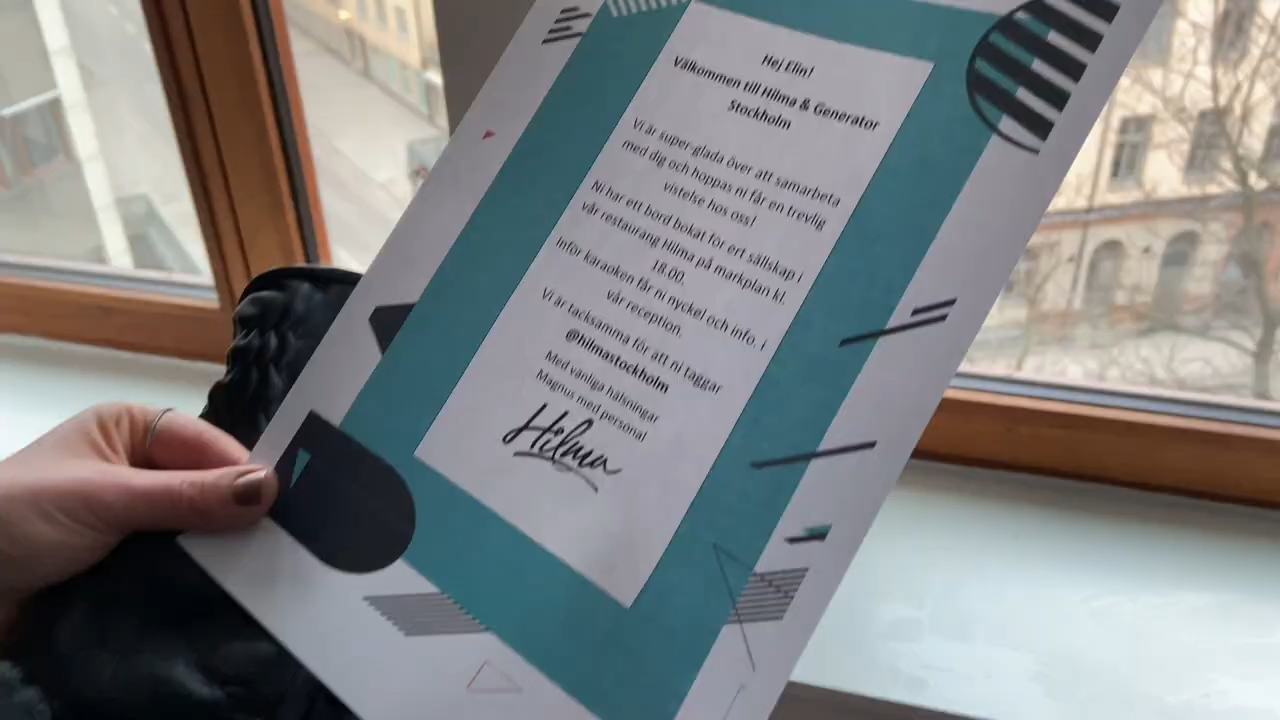 Hej Elin!
Välkommen till Hilma & Generator
Stockholm
Vi är super-glada över att samarbeta
med dig och hoppas ni får en trevlig
vistelse hos oss!
Ni har ett bord bokat för ert sällskap i
vår restaurang Hilma på markplan kl.
18.00.
Inför karaoken får ni nyckel och info. i
vår reception.
Vi är tacksamma för att ni taggar
@hilmastockholm
Med vänliga hälsningar
Magnus med personal
Hilma